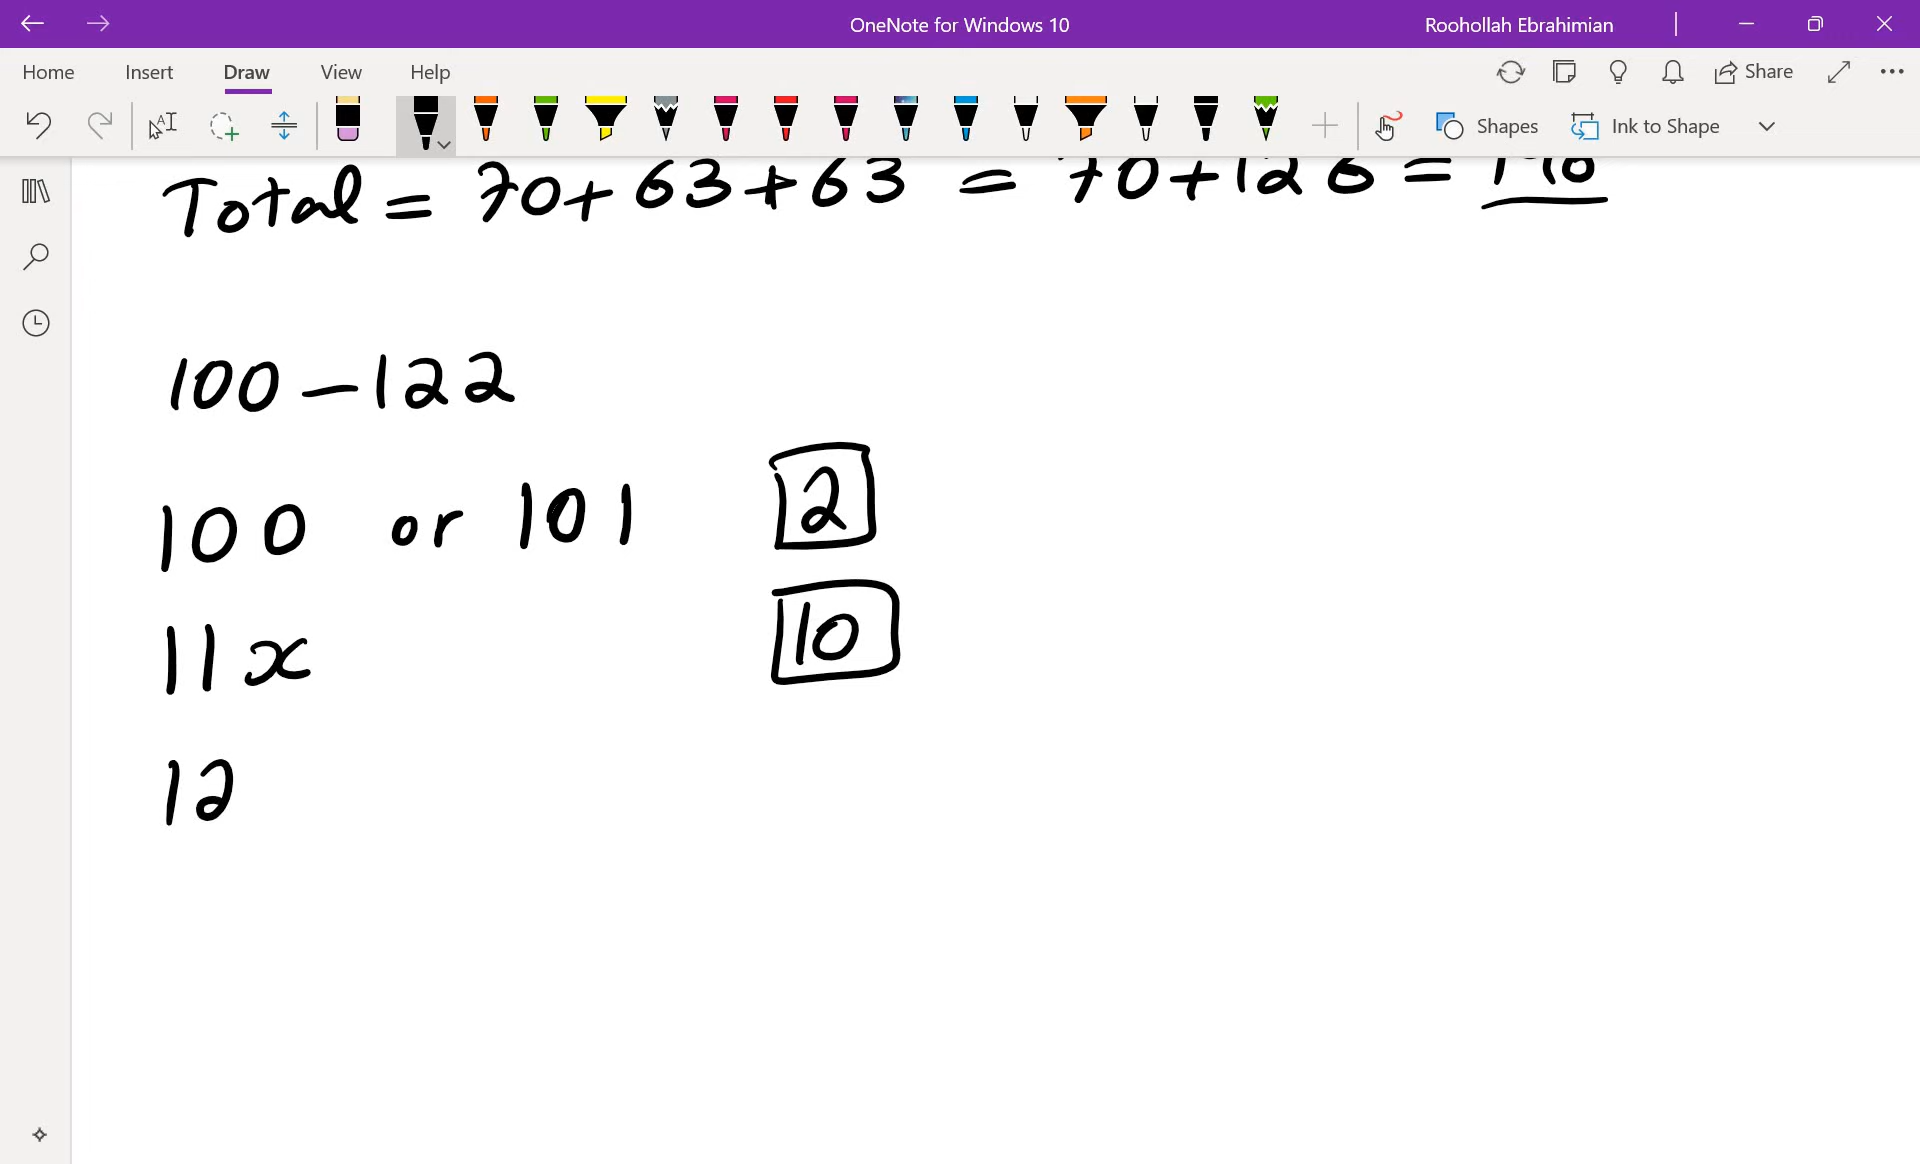 OneNote for Windows 10 Roohollah Ebrahimian
Home Insert Draw View Help Share
Shapes Ink to Shape
Total = 70 + 63 + 63 = 70 + 126 =
100 – 122
100 or 101 2
11x 10
12